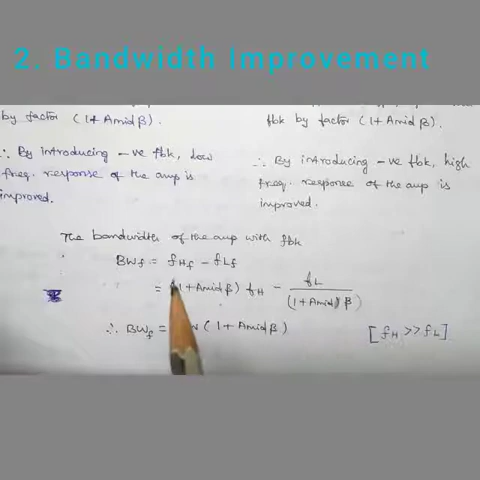 2. Bandwidth Improvement
by factor (1+Amid β).
fbk by factor (1+Amid β).
∴ By introducing -ve fbk, low
freq. response of the amp is
improved.
∴ By introducing -ve fbk, high
freq. response of the amp is
improved.
The bandwidth of the amp with fbk
BWf = fHf - fLf
= (1+Amid β) fH - fL / (1+Amid) β)
∴ BWf = W (1+Amid β)
[fH >> fL]